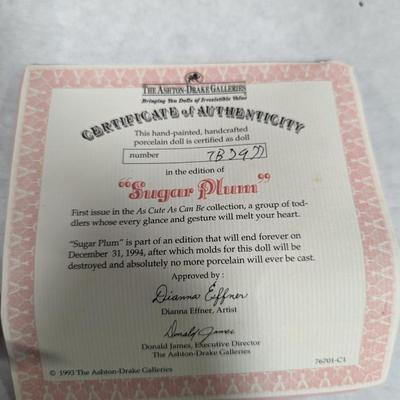 THE ASHTON-DRAKE GALLERIES
Bringing You Dolls of Irresistible Value
CERTIFICATE of AUTHENTICITY
This hand-painted, handcrafted
porcelain doll is certified as doll
number
in the edition of
"Sugar Plum"
First issue in the As Cute As Can Be collection, a group of tod-
dlers whose every glance and gesture will melt your heart.
"Sugar Plum" is part of an edition that will end forever on
December 31, 1994, after which molds for this doll will be
destroyed and absolutely no more porcelain will ever be cast.
Approved by :
Dianna Effner
Dianna Effner, Artist
Donald James
Donald James, Executive Director
The Ashton-Drake Galleries
76701-C1
© 1993 The Ashton-Drake Galleries